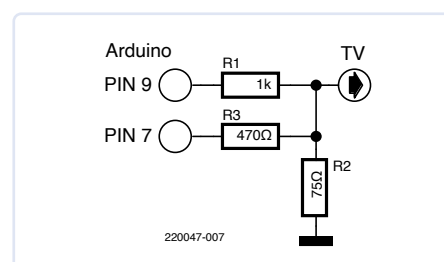 Arduino
TV
R1
PIN 9
1k
R3
PIN 7
470Ω
R2
75Ω
220047-007